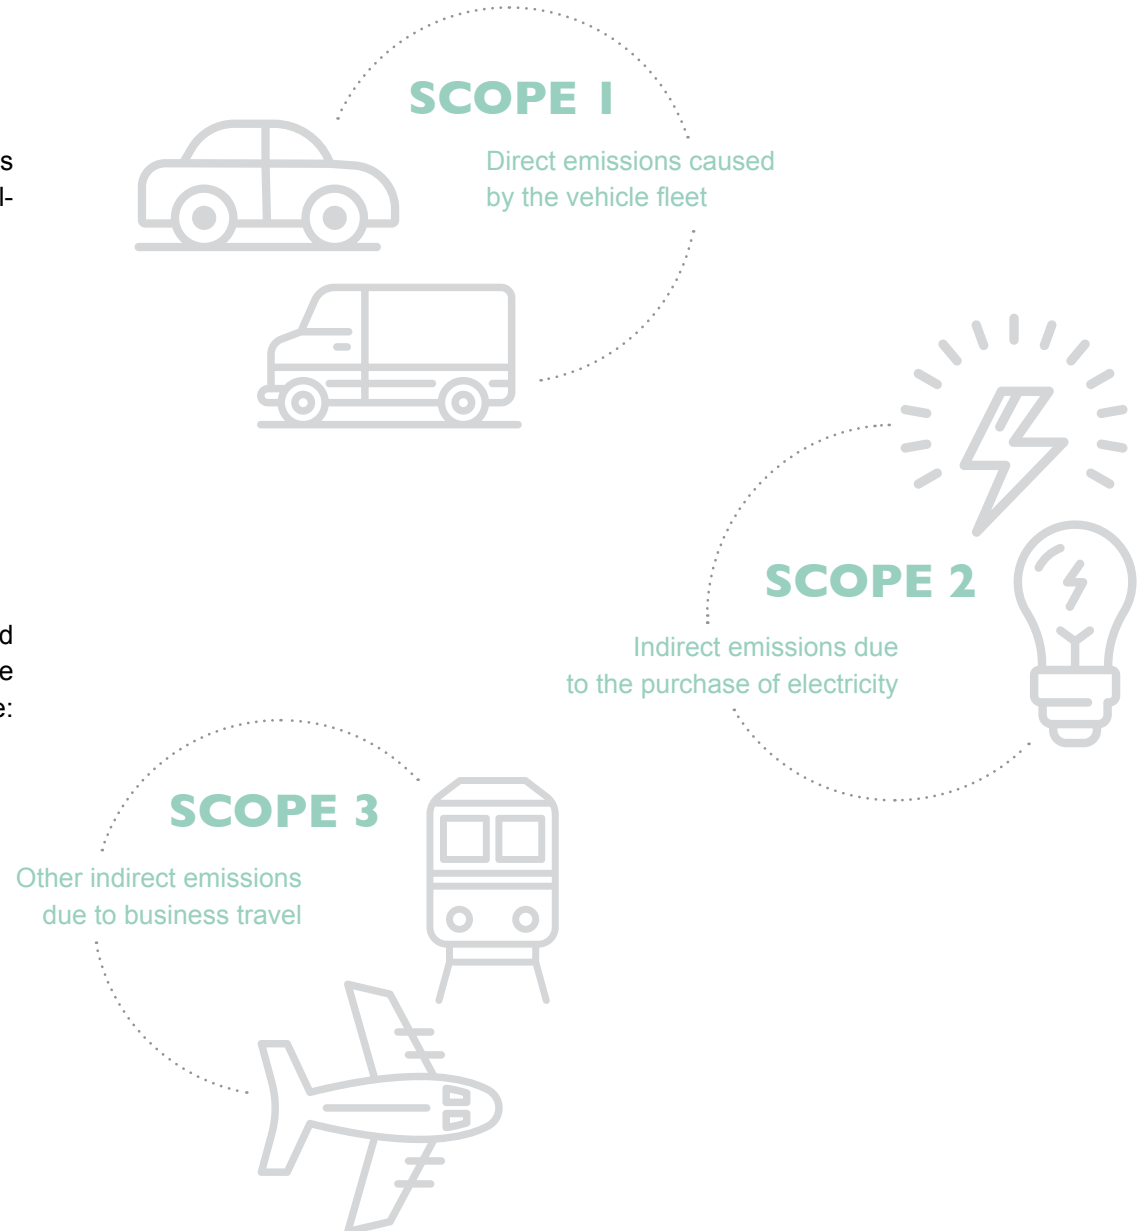 SCOPE 1
s
Direct emissions caused
l-
by the vehicle fleet
SCOPE 2
d
Indirect emissions due
e
to the purchase of electricity
e:
SCOPE 3
Other indirect emissions
due to business travel